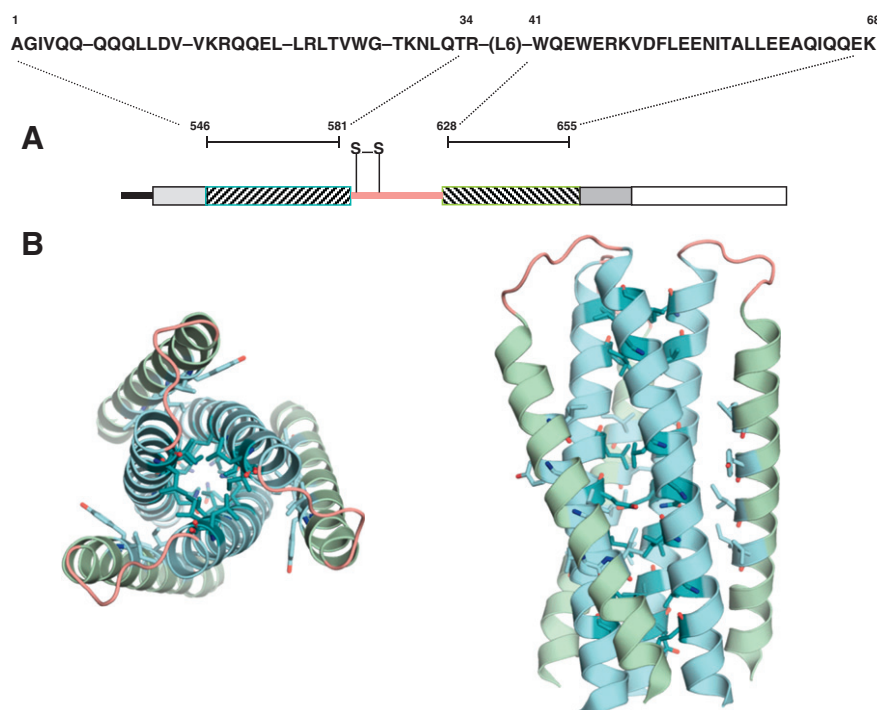 1 34 41 68
AGIVQQ–QQQLLDV–VKRQQEL–LRLTVWG–TKNLQTR–(L6)–WQEWERKVDFLEENITALLEEAQIQQEK
546 581 628 655
A
S S
B